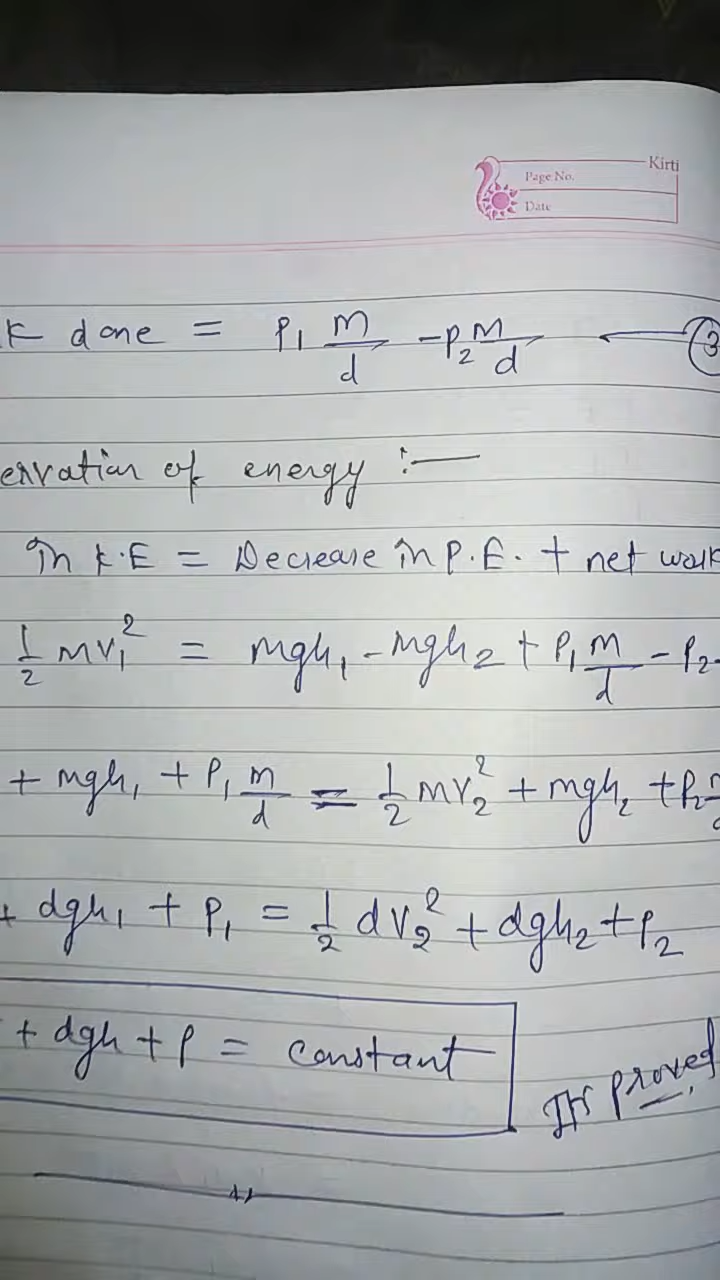 Kirti
Page No.
Date
k done = P₁ m/d - P₂ m/d ← ③
ervation of energy :—
in K.E = Decrease in P.E. + net work
1/2 mv₁² = mgh₁ - mgh₂ + P₁ m/d - P₂
+ mgh₁ + P₁ m/d = 1/2 mv₂² + mgh₂ + P₂ m/d
+ dgh₁ + P₁ = 1/2 dv₂² + dgh₂ + P₂
+ dgh + P = constant
proved